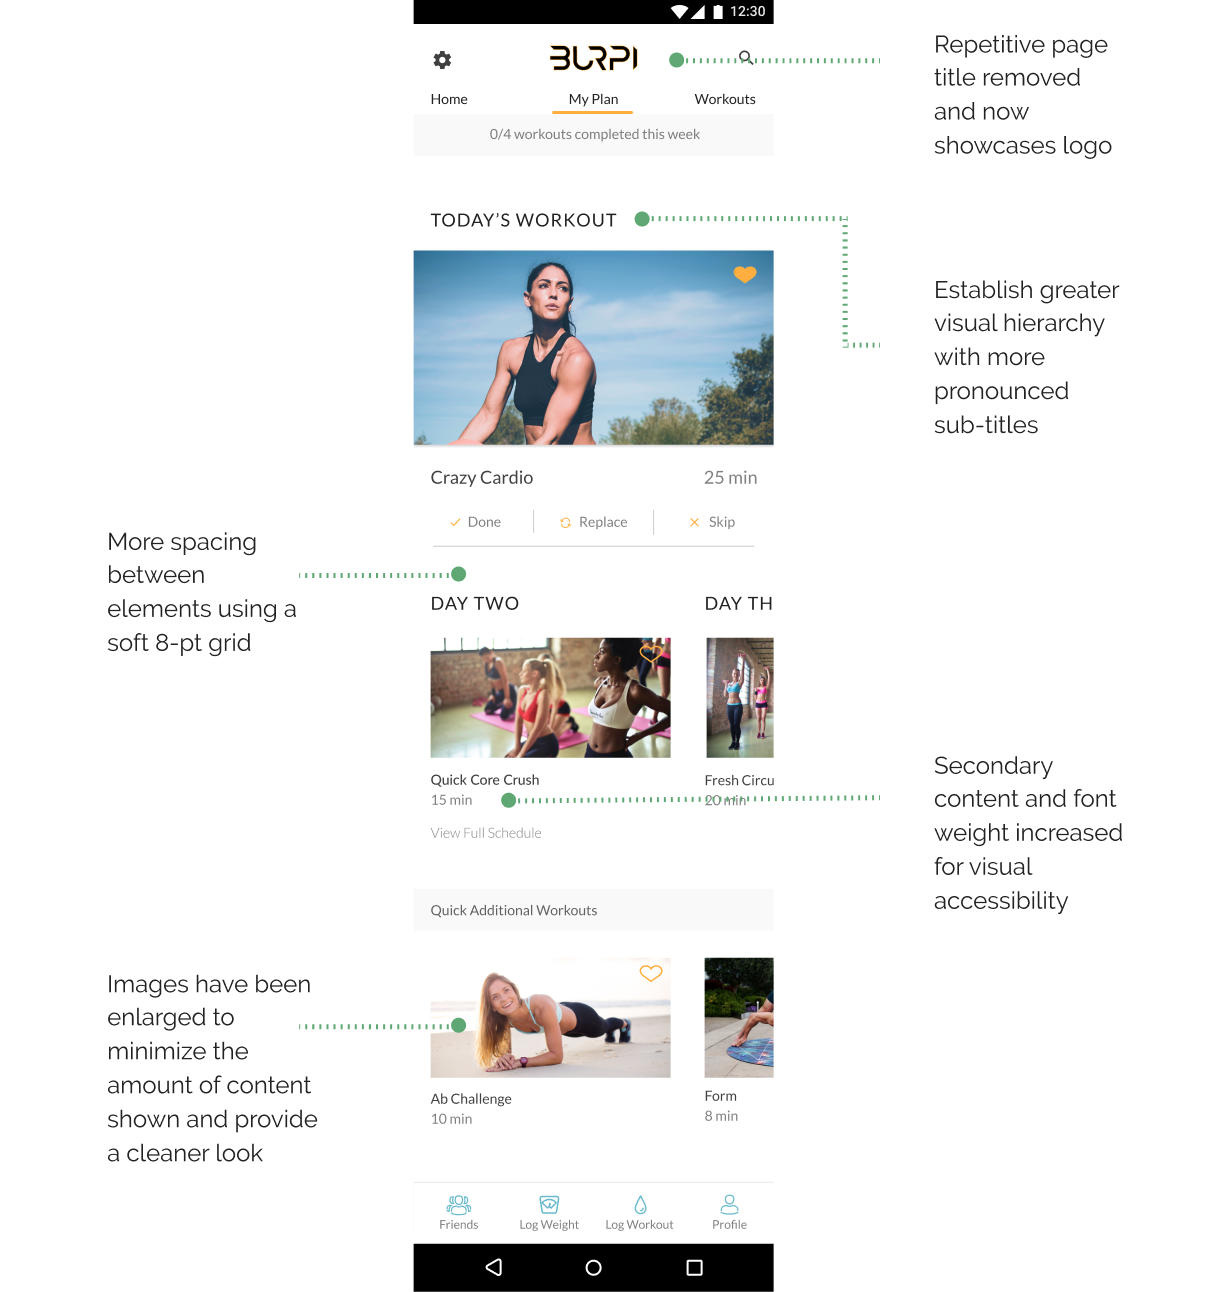 12:30
BURPI
Home
My Plan
Workouts
0/4 workouts completed this week
TODAY'S WORKOUT
Crazy Cardio
25 min
Done
Replace
Skip
DAY TWO
DAY TH
Quick Core Crush
15 min
Fresh Circu
20 min
View Full Schedule
Quick Additional Workouts
Ab Challenge
10 min
Form
8 min
Friends
Log Weight
Log Workout
Profile
Repetitive page
title removed
and now
showcases logo
Establish greater
visual hierarchy
with more
pronounced
sub-titles
More spacing
between
elements using a
soft 8-pt grid
Secondary
content and font
weight increased
for visual
accessibility
Images have been
enlarged to
minimize the
amount of content
shown and provide
a cleaner look